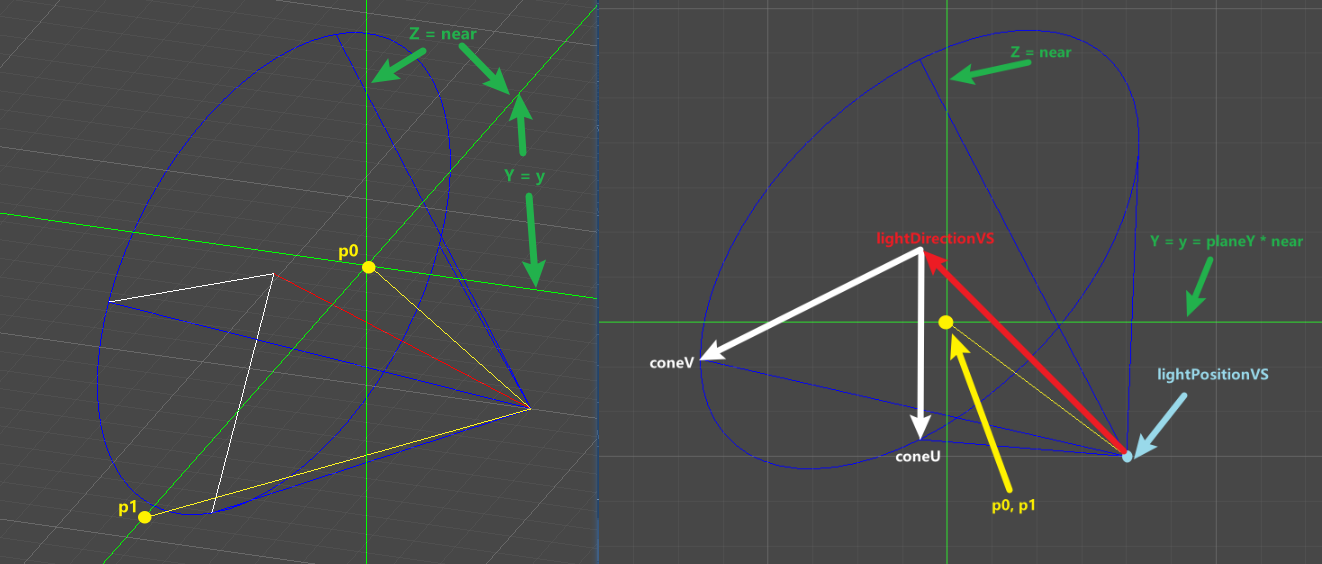 Z = near
Y = y
p0
p1
Z = near
lightDirectionVS
Y = y = planeY * near
coneV
lightPositionVS
coneU
p0, p1